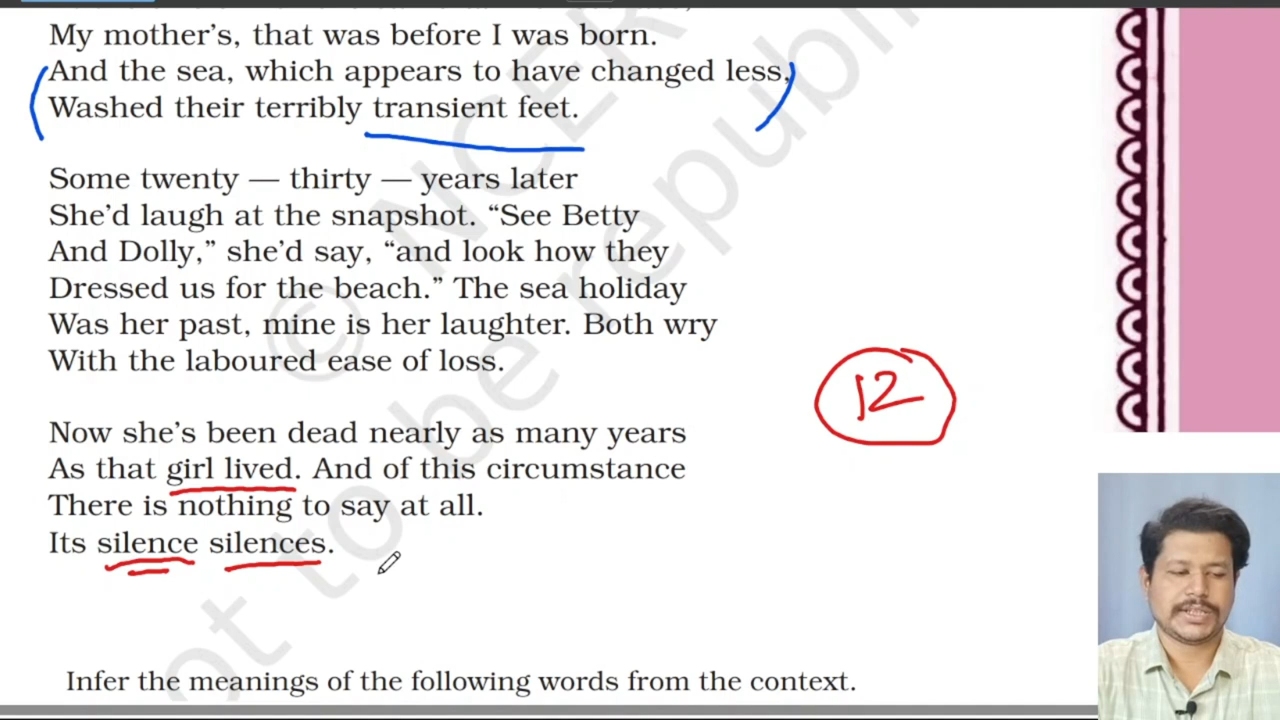 My mother's, that was before I was born.
And the sea, which appears to have changed less,
Washed their terribly transient feet.
Some twenty — thirty — years later
She'd laugh at the snapshot. “See Betty
And Dolly,” she'd say, “and look how they
Dressed us for the beach.” The sea holiday
Was her past, mine is her laughter. Both wry
With the laboured ease of loss.
12
Now she's been dead nearly as many years
As that girl lived. And of this circumstance
There is nothing to say at all.
Its silence silences.
Infer the meanings of the following words from the context.
© NCER
not to be republi